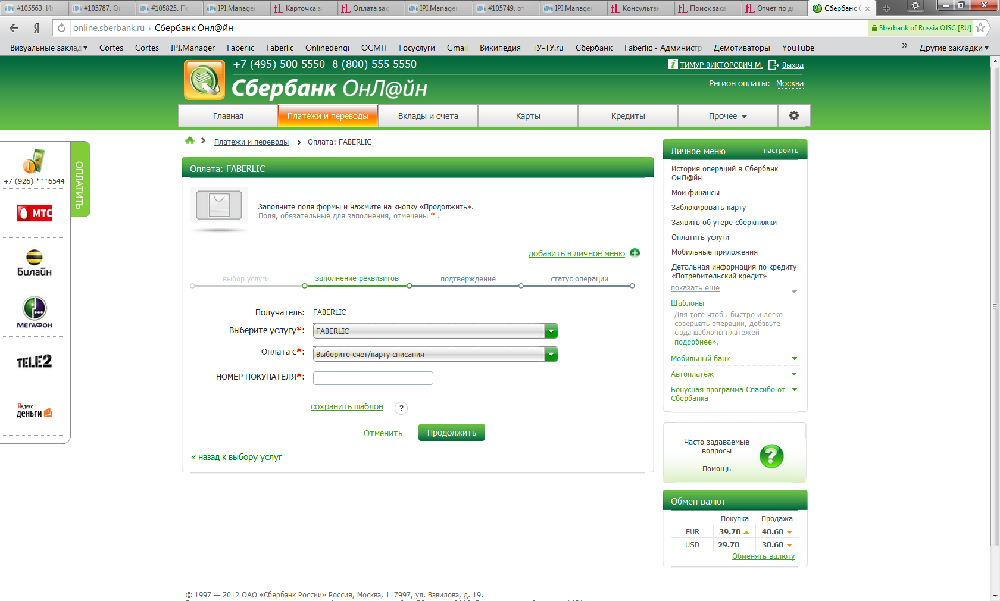 #105563. Из
#105787. От
#105825. По
IPI.Manager
Карточка за
Оплата зак
IPI.Manager
#105749. от
IPI.Manager
Консультан
Поиск зака
Отчет по д
Сбербанк
online.sberbank.ru › Сбербанк Онл@йн
Sberbank of Russia OJSC [RU]
Визуальные заклад
Cortes
Cortes
IPI.Manager
Faberlic
Faberlic
Onlinedengi
ОСМП
Госуслуги
Gmail
Википедия
ТУ-ТУ.ru
Сбербанк
Faberlic - Администр
Демотиваторы
YouTube
»
Другие закладки
+7 (495) 500 5550 8 (800) 555 5550
Сбербанк ОнЛ@йн
ТИМУР ВИКТОРОВИЧ М.
Выход
Регион оплаты: Москва
Главная
Платежи и переводы
Вклады и счета
Карты
Кредиты
Прочее
+7 (926) ***6544
ОПЛАТИТЬ
МТС
Билайн
МЕГАФОН
TELE2
Яндекс
деньги
Платежи и переводы
Оплата: FABERLIC
Оплата: FABERLIC
Заполните поля формы и нажмите на кнопку «Продолжить».
Поля, обязательные для заполнения, отмечены * .
добавить в личное меню
выбор услуги
заполнение реквизитов
подтверждение
статус операции
Получатель: FABERLIC
Выберите услугу*: FABERLIC
Оплата с*: Выберите счет/карту списания
НОМЕР ПОКУПАТЕЛЯ*:
сохранить шаблон ?
Отменить
Продолжить
« назад к выбору услуг
Личное меню
настроить
История операций в Сбербанк
ОнЛ@йн
Мои финансы
Заблокировать карту
Заявить об утере сберкнижки
Оплатить услуги
Мобильные приложения
Детальная информация по кредиту
«Потребительский кредит»
показать еще
Шаблоны
Для того чтобы быстро и легко
совершать операции, добавьте
сюда шаблоны платежей
подробнее».
Мобильный банк
Автоплатеж
Бонусная программа Спасибо от
Сбербанка
Часто задаваемые
вопросы
Помощь
?
Обмен валют
Покупка Продажа
EUR 39.70 40.60
USD 29.70 30.60
Обменять валюту
© 1997 — 2012 ОАО «Сбербанк России» Россия, Москва, 117997, ул. Вавилова, д. 19.